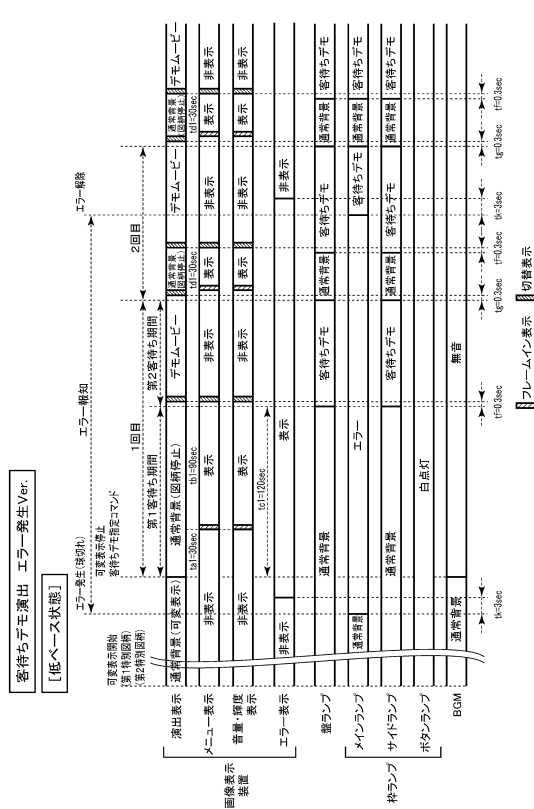 客待ちデモ演出 エラー発生Ver.
[低ベース状態]
エラー発生(球切れ)
エラー報知
エラー解除
可変表示開始
(第1特別図柄)
(第2特別図柄)
可変表示停止
客待ちデモ指定コマンド
1回目
2回目
第1客待ち期間
第2客待ち期間
画像表示装置
演出表示
通常背景(可変表示)
通常背景(図柄停止)
デモムービー
通常背景(図柄停止)
デモムービー
通常背景(図柄停止)
デモムービー
ta1=30sec
tb1=90sec
td1=30sec
td1=30sec
メニュー表示
非表示
表示
非表示
表示
非表示
表示
非表示
音量・輝度表示
非表示
表示
非表示
表示
非表示
表示
非表示
tc1=120sec
エラー表示
非表示
表示
非表示
盤ランプ
通常背景
客待ちデモ
通常背景
客待ちデモ
通常背景
客待ちデモ
枠ランプ
メインランプ
通常背景
エラー
客待ちデモ
通常背景
客待ちデモ
サイドランプ
通常背景
客待ちデモ
通常背景
客待ちデモ
通常背景
客待ちデモ
ボタンランプ
白点灯
BGM
通常背景
無音
tk=3sec
tf=0.3sec
tg=0.3sec
tf=0.3sec
tk=3sec
tg=0.3sec
tf=0.3sec
フレームイン表示
切替表示